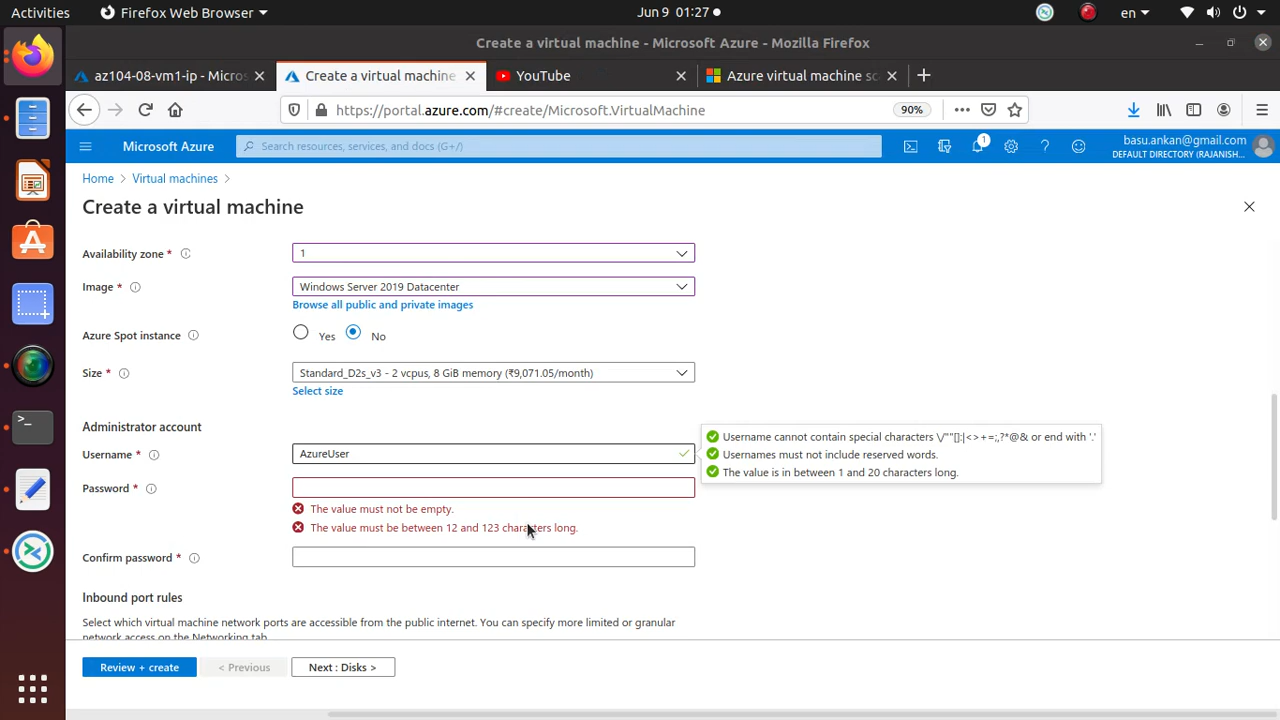 Activities
Firefox Web Browser
Jun 9 01:27
en
Create a virtual machine - Microsoft Azure - Mozilla Firefox
az104-08-vm1-ip - Micros
Create a virtual machine
YouTube
Azure virtual machine sc
https://portal.azure.com/#create/Microsoft.VirtualMachine
90%
Microsoft Azure
Search resources, services, and docs (G+/)
1
basu.ankan@gmail.com
DEFAULT DIRECTORY (RAJANISH...
Home > Virtual machines >
Create a virtual machine
Availability zone *
1
Image *
Windows Server 2019 Datacenter
Browse all public and private images
Azure Spot instance
Yes
No
Size *
Standard_D2s_v3 - 2 vcpus, 8 GiB memory (₹9,071.05/month)
Select size
Administrator account
Username *
AzureUser
Username cannot contain special characters \/""[]:|<>+=;,?*@& or end with '.'
Usernames must not include reserved words.
The value is in between 1 and 20 characters long.
Password *
The value must not be empty.
The value must be between 12 and 123 characters long.
Confirm password *
Inbound port rules
Select which virtual machine network ports are accessible from the public internet. You can specify more limited or granular
network access on the Networking tab.
Review + create
< Previous
Next : Disks >